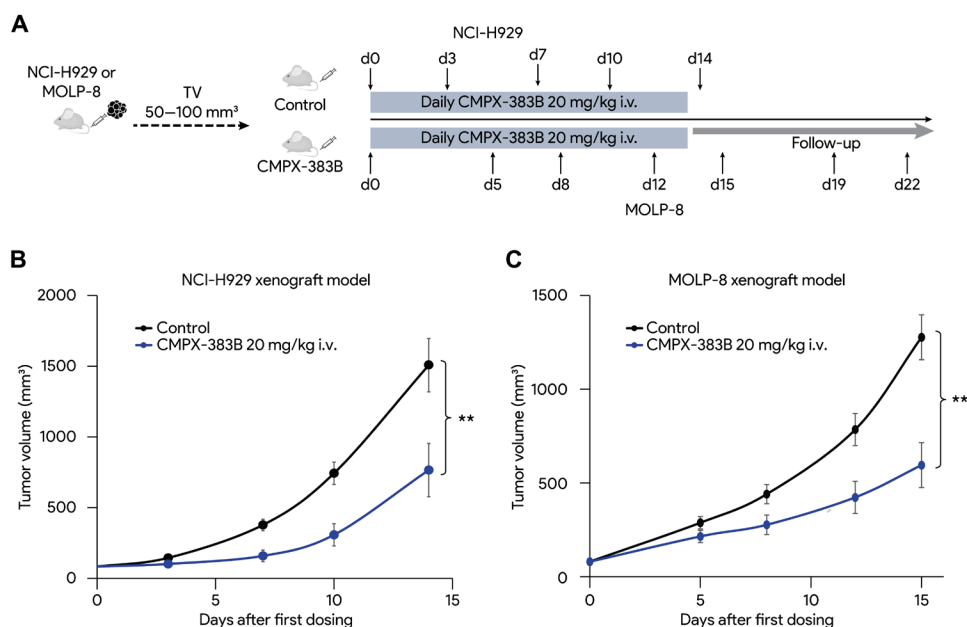 A
NCI-H929
NCI-H929 or
MOLP-8
TV
50–100 mm³
Control
CMPX-383B
d0 d3 d7 d10 d14
Daily CMPX-383B 20 mg/kg i.v.
Daily CMPX-383B 20 mg/kg i.v.
Follow-up
d0 d5 d8 d12 d15 d19 d22
MOLP-8
B
NCI-H929 xenograft model
2000
1500
1000
500
0
Tumor volume (mm³)
Control
CMPX-383B 20 mg/kg i.v.
**
0 5 10 15
Days after first dosing
C
MOLP-8 xenograft model
1500
1000
500
0
Tumor volume (mm³)
Control
CMPX-383B 20 mg/kg i.v.
**
0 5 10 15
Days after first dosing